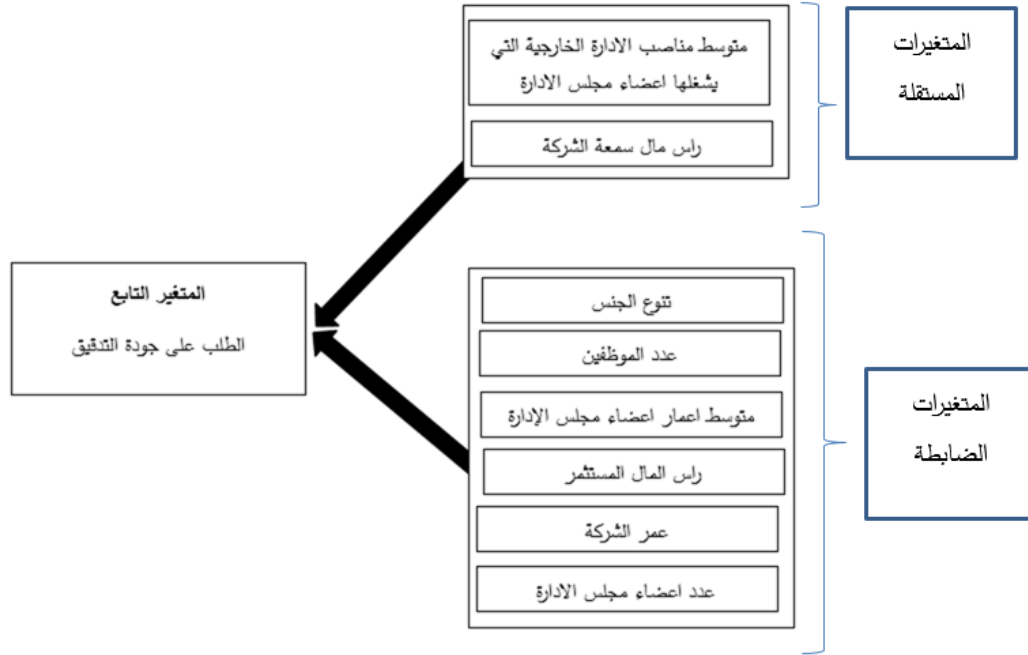 متوسط مناصب الادارة الخارجية التي
يشغلها اعضاء مجلس الادارة
راس مال سمعة الشركة
المتغيرات
المستقلة
المتغير التابع
الطلب على جودة التدقيق
تنوع الجنس
عدد الموظفين
متوسط اعمار اعضاء مجلس الإدارة
راس المال المستثمر
عمر الشركة
عدد اعضاء مجلس الادارة
المتغيرات
الضابطة